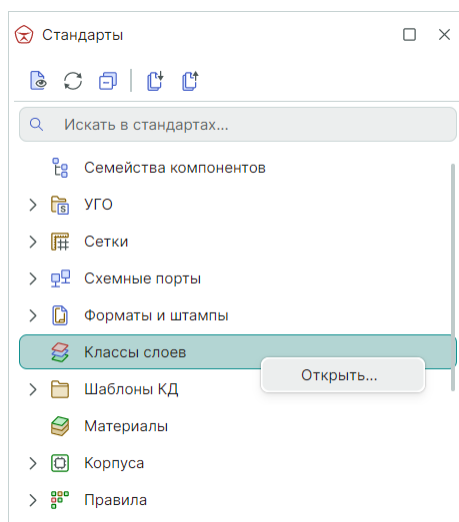 Стандарты
Искать в стандартах...
Семейства компонентов
S
УГО
Сетки
Схемные порты
Форматы и штампы
Классы слоев
Открыть...
Шаблоны КД
Материалы
Корпуса
Правила